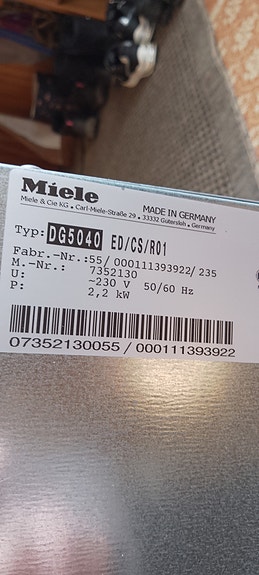 Miele
MADE IN GERMANY
Miele & Cie KG . Carl-Miele-Straße 29 . 33332 Gütersloh . Germany
Typ: DG5040 ED/CS/R01
Fabr.-Nr.:55/000111393922/235
M.-Nr.: 7352130
U: ~230 V 50/60 Hz
P: 2,2 kW
07352130055 / 000111393922